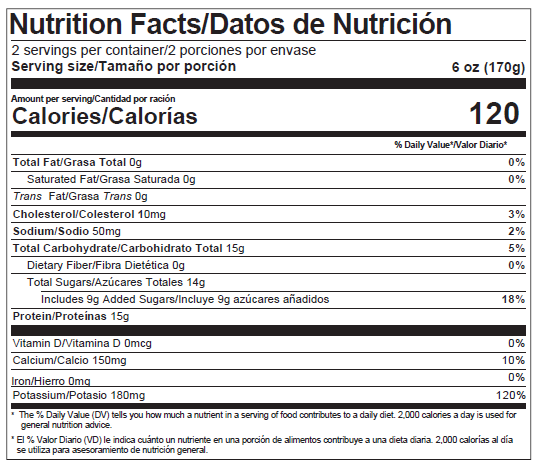 Nutrition Facts/Datos de Nutrición
2 servings per container/2 porciones por envase
Serving size/Tamaño por porción 6 oz (170g)
Amount per serving/Cantidad por ración
Calories/Calorías 120
% Daily Value*/Valor Diario*
Total Fat/Grasa Total 0g 0%
Saturated Fat/Grasa Saturada 0g 0%
Trans Fat/Grasa Trans 0g
Cholesterol/Colesterol 10mg 3%
Sodium/Sodio 50mg 2%
Total Carbohydrate/Carbohidrato Total 15g 5%
Dietary Fiber/Fibra Dietética 0g 0%
Total Sugars/Azúcares Totales 14g
Includes 9g Added Sugars/Incluye 9g azúcares añadidos 18%
Protein/Proteínas 15g
Vitamin D/Vitamina D 0mcg 0%
Calcium/Calcio 150mg 10%
Iron/Hierro 0mg 0%
Potassium/Potasio 180mg 120%
* The % Daily Value (DV) tells you how much a nutrient in a serving of food contributes to a daily diet. 2,000 calories a day is used for
general nutrition advice.
* El % Valor Diario (VD) le indica cuánto un nutriente en una porción de alimentos contribuye a una dieta diaria. 2,000 calorías al día
se utiliza para asesoramiento de nutrición general.